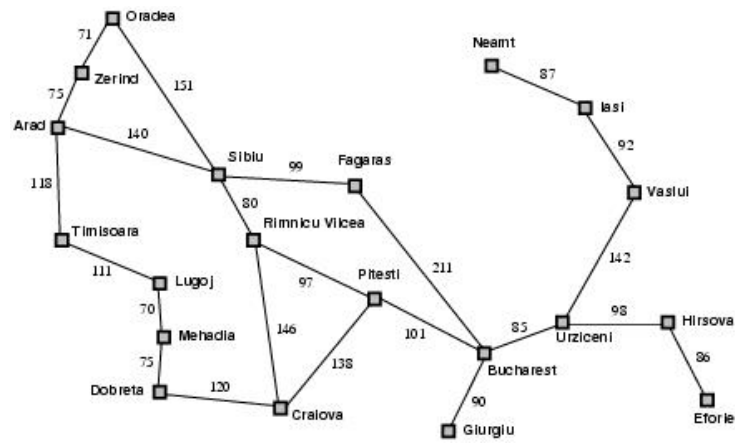 Oradea
71
Neamt
87
Zerind
151
75
Iasi
Arad
140
92
Sibiu
99
Fagaras
118
80
Vaslui
Timisoara
Rimnicu Vilcea
111
Lugoj
97
Pitesti
211
142
70
98
Hirsova
Mehadia
146
101
85
Urziceni
75
138
86
Bucharest
Dobreta
120
90
Craiova
Eforie
Giurgiu